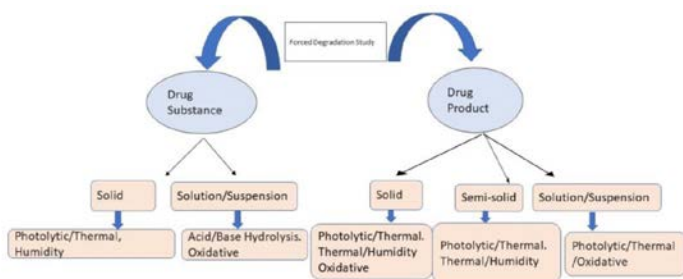 Forced Degradation Study
Drug
Substance
Drug
Product
Solid
Solution/Suspension
Solid
Semi-solid
Solution/Suspension
Photolytic/Thermal,
Humidity
Acid/Base Hydrolysis.
Oxidative
Photolytic/Thermal.
Thermal/Humidity
Oxidative
Photolytic/Thermal.
Thermal/Humidity
Photolytic/Thermal
/Oxidative